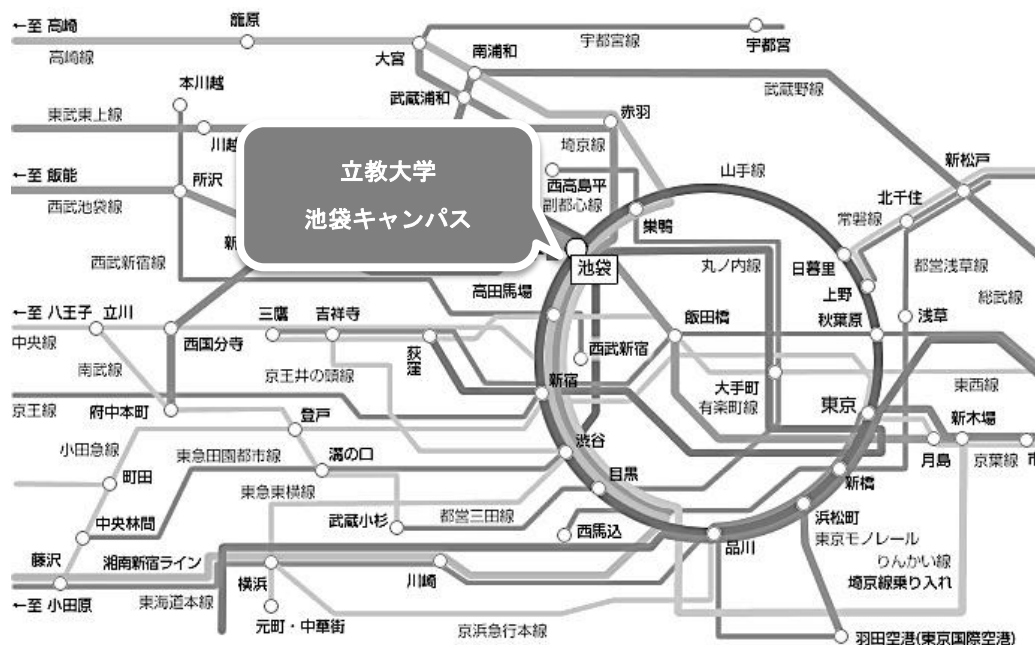 ←至 高崎
籠原
高崎線
大宮
南浦和
宇都宮線
宇都宮
本川越
武蔵浦和
武蔵野線
東武東上線
川越
赤羽
埼京線
立教大学
池袋キャンパス
山手線
新松戸
←至 飯能
所沢
西高島平
副都心線
北千住
西武池袋線
巣鴨
常磐線
新
西武新宿線
池袋
丸ノ内線
日暮里
都営浅草線
高田馬場
上野
総武線
←至 八王子
立川
三鷹
吉祥寺
飯田橋
秋葉原
浅草
中央線
西国分寺
荻窪
西武新宿
南武線
京王井の頭線
新宿
大手町
東西線
京王線
府中本町
有楽町線
東京
新木場
小田急線
登戸
渋谷
月島
京葉線
市
東急田園都市線
溝の口
町田
目黒
新橋
東急東横線
中央林間
武蔵小杉
都営三田線
西馬込
浜松町
藤沢
湘南新宿ライン
品川
東京モノレール
りんかい線
埼京線乗り入れ
横浜
川崎
←至 小田原
東海道本線
元町・中華街
京浜急行本線
羽田空港(東京国際空港)